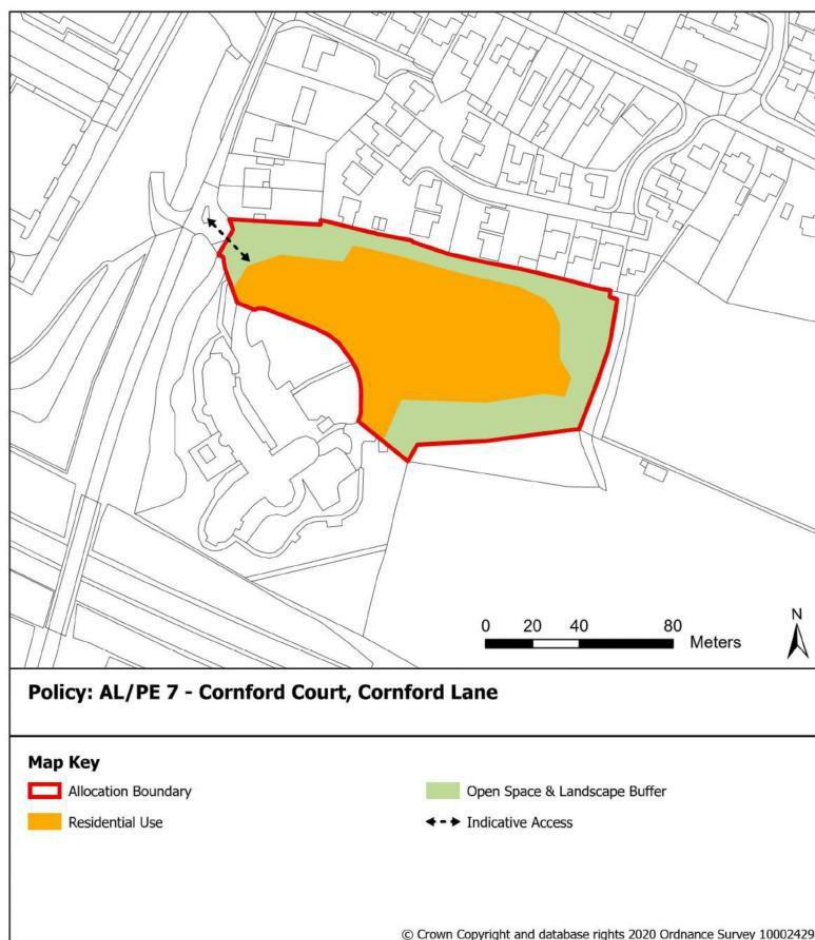 N
0 20 40 80
Meters
Policy: AL/PE 7 - Cornford Court, Cornford Lane
Map Key
Allocation Boundary
Open Space & Landscape Buffer
Residential Use
Indicative Access
© Crown Copyright and database rights 2020 Ordnance Survey 10002429